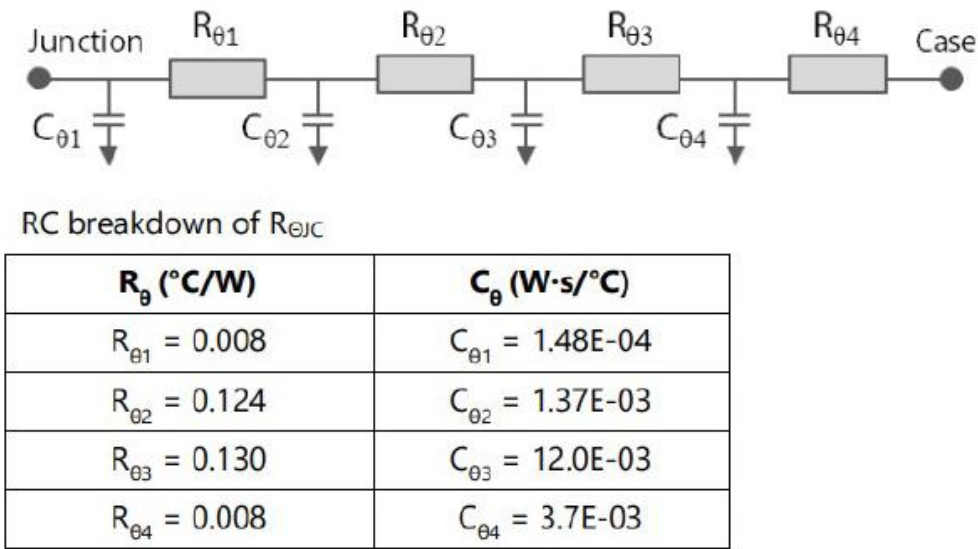 Junction Rθ1 Rθ2 Rθ3 Rθ4 Case
Cθ1 Cθ2 Cθ3 Cθ4
RC breakdown of RΘJC
Rθ (°C/W) Cθ (W·s/°C)
Rθ1 = 0.008 Cθ1 = 1.48E-04
Rθ2 = 0.124 Cθ2 = 1.37E-03
Rθ3 = 0.130 Cθ3 = 12.0E-03
Rθ4 = 0.008 Cθ4 = 3.7E-03